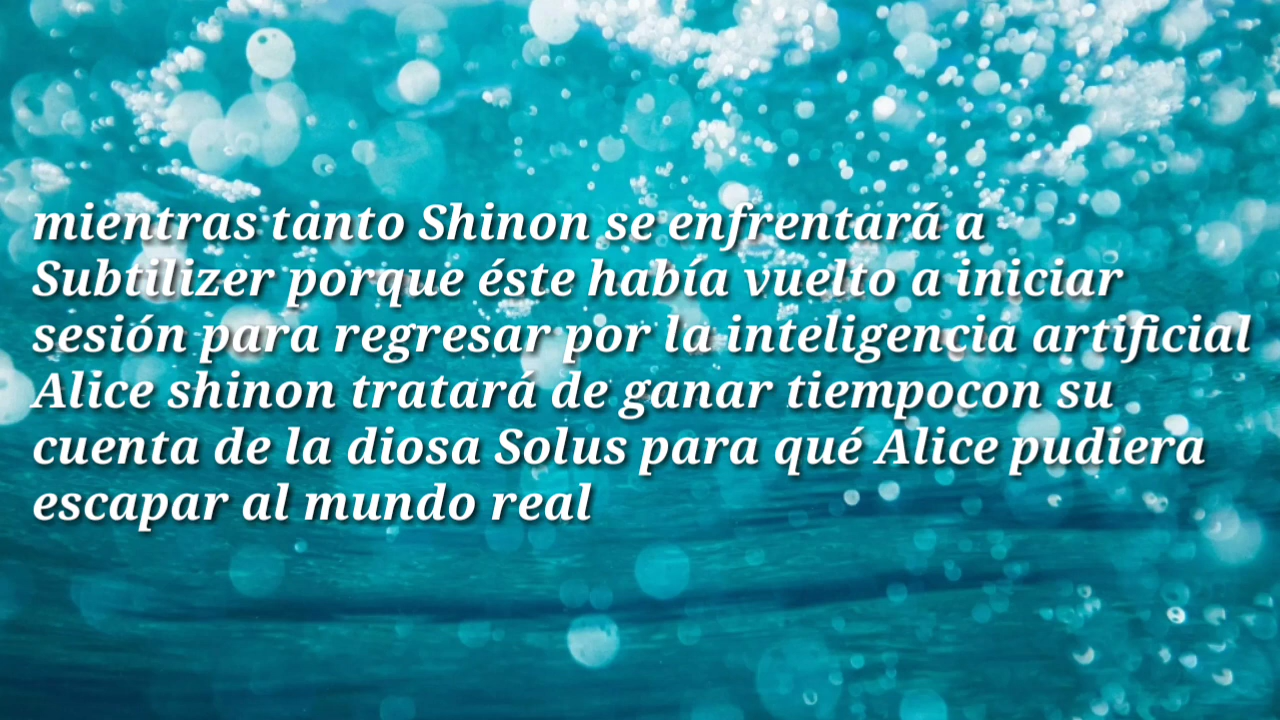 mientras tanto Shinon se enfrentará a
Subtilizer porque éste había vuelto a iniciar
sesión para regresar por la inteligencia artificial
Alice shinon tratará de ganar tiempocon su
cuenta de la diosa Solus para qué Alice pudiera
escapar al mundo real